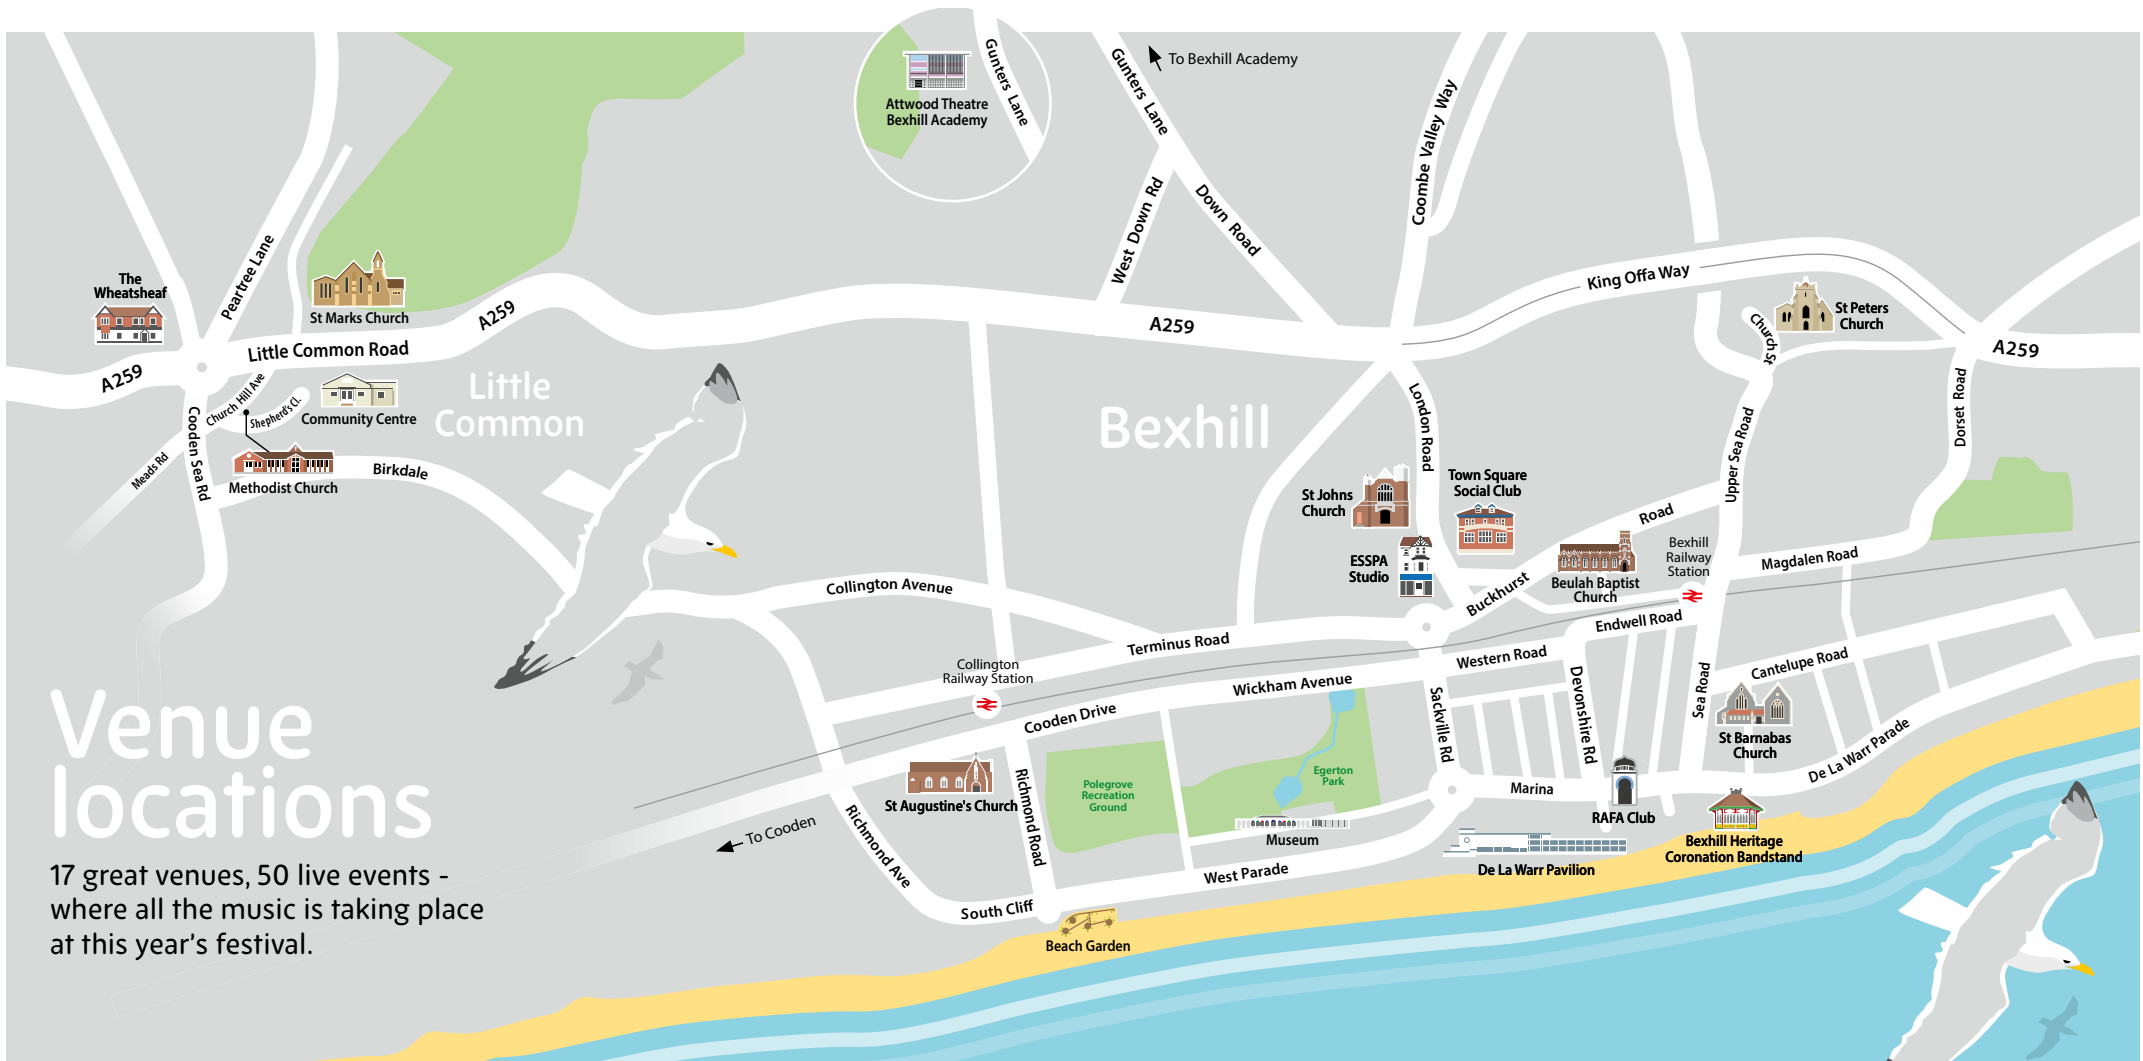 Gunters Lane
Attwood Theatre
Bexhill Academy
Gunters Lane
To Bexhill Academy
Coombe Valley Way
West Down Rd
Down Road
The
Wheatsheaf
Peartree Lane
St Marks Church
A259
Little Common Road
A259
A259
King Offa Way
St Peters
Church
Church St
A259
Little
Common
Bexhill
Church Hill Ave
Shepherd's Cl.
Community Centre
Cooden Sea Rd
Meads Rd
Methodist Church
Birkdale
London Road
Upper Sea Road
Dorset Road
St Johns
Church
Town Square
Social Club
ESSPA
Studio
Buckhurst
Road
Beulah Baptist
Church
Bexhill
Railway
Station
Magdalen Road
Collington Avenue
Terminus Road
Endwell Road
Western Road
Collington
Railway Station
Wickham Avenue
Cooden Drive
Sackville Rd
Devonshire Rd
Sea Road
Cantelupe Road
St Barnabas
Church
De La Warr Parade
Venue
locations
17 great venues, 50 live events -
where all the music is taking place
at this year's festival.
St Augustine's Church
Richmond Road
Polegrove
Recreation
Ground
Egerton
Park
Museum
Marina
RAFA Club
Bexhill Heritage
Coronation Bandstand
De La Warr Pavilion
To Cooden
Richmond Ave
West Parade
South Cliff
Beach Garden